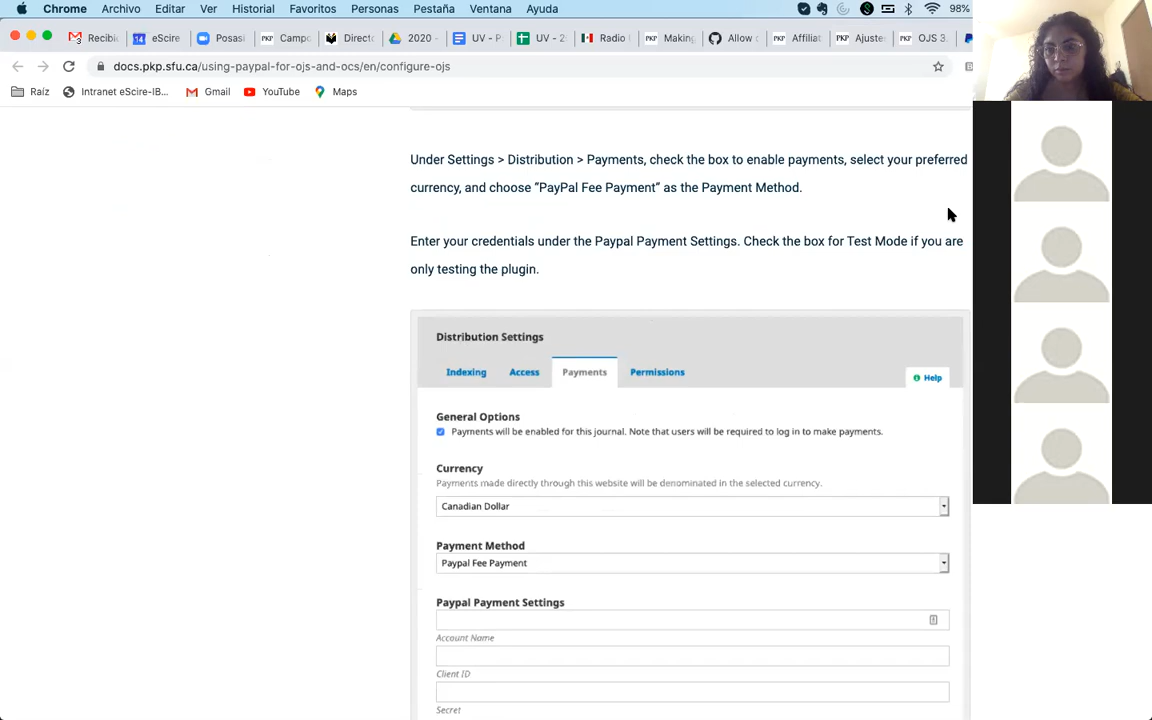 Chrome Archivo Editar Ver Historial Favoritos Personas Pestaña Ventana Ayuda 98%
Recibi eScire Posasi Campo Directo 2020 - UV - P UV - 2 Radio Making Allow Affiliat Ajuste OJS 3.
docs.pkp.sfu.ca/using-paypal-for-ojs-and-ocs/en/configure-ojs
Raíz Intranet eScire-IB... Gmail YouTube Maps
Under Settings > Distribution > Payments, check the box to enable payments, select your preferred
currency, and choose “PayPal Fee Payment” as the Payment Method.
Enter your credentials under the Paypal Payment Settings. Check the box for Test Mode if you are
only testing the plugin.
Distribution Settings
Indexing Access Payments Permissions
Help
General Options
Payments will be enabled for this journal. Note that users will be required to log in to make payments.
Currency
Payments made directly through this website will be denominated in the selected currency.
Canadian Dollar
Payment Method
Paypal Fee Payment
Paypal Payment Settings
Account Name
Client ID
Secret